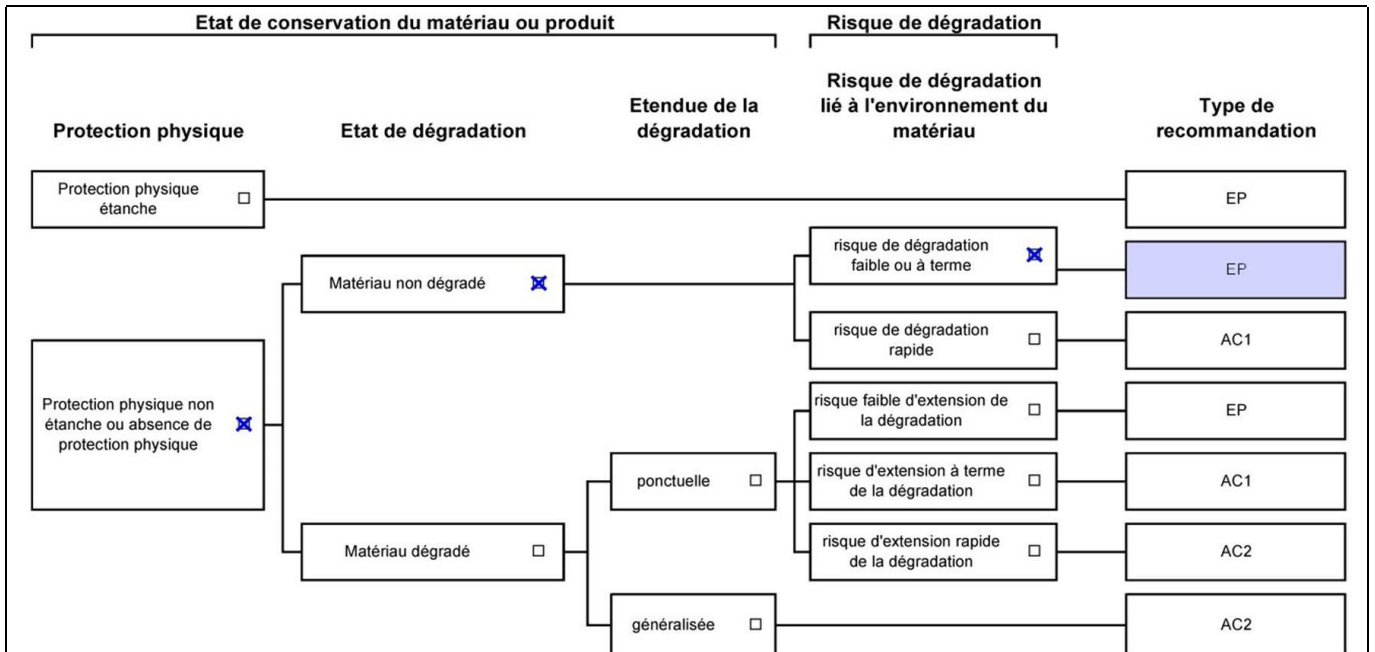 Etat de conservation du matériau ou produit
Risque de dégradation
Protection physique
Etat de dégradation
Etendue de la
dégradation
Risque de dégradation
lié à l'environnement du
matériau
Type de
recommandation
Protection physique
étanche
EP
Matériau non dégradé
risque de dégradation
faible ou à terme
EP
risque de dégradation
rapide
AC1
Protection physique non
étanche ou absence de
protection physique
risque faible d'extension de
la dégradation
EP
ponctuelle
risque d'extension à terme
de la dégradation
AC1
Matériau dégradé
risque d'extension rapide
de la dégradation
AC2
généralisée
AC2